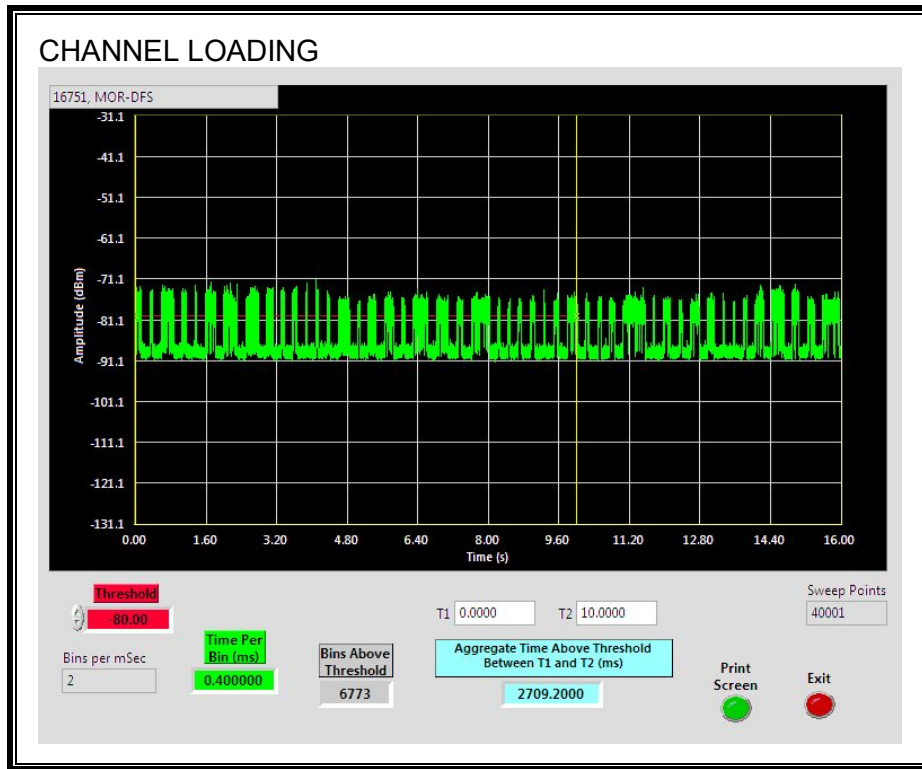 CHANNEL LOADING
16751, MOR-DFS
-31.1
-41.1
-51.1
-61.1
-71.1
-81.1
-91.1
-101.1
-111.1
-121.1
-131.1
Amplitude (dBm)
0.00 1.60 3.20 4.80 6.40 8.00 9.60 11.20 12.80 14.40 16.00
Time (s)
Threshold
-80.00
Bins per mSec
2
Time Per
Bin (ms)
0.400000
Bins Above
Threshold
6773
T1 0.0000 T2 10.0000
Aggregate Time Above Threshold
Between T1 and T2 (ms)
2709.2000
Sweep Points
40001
Print
Screen
Exit